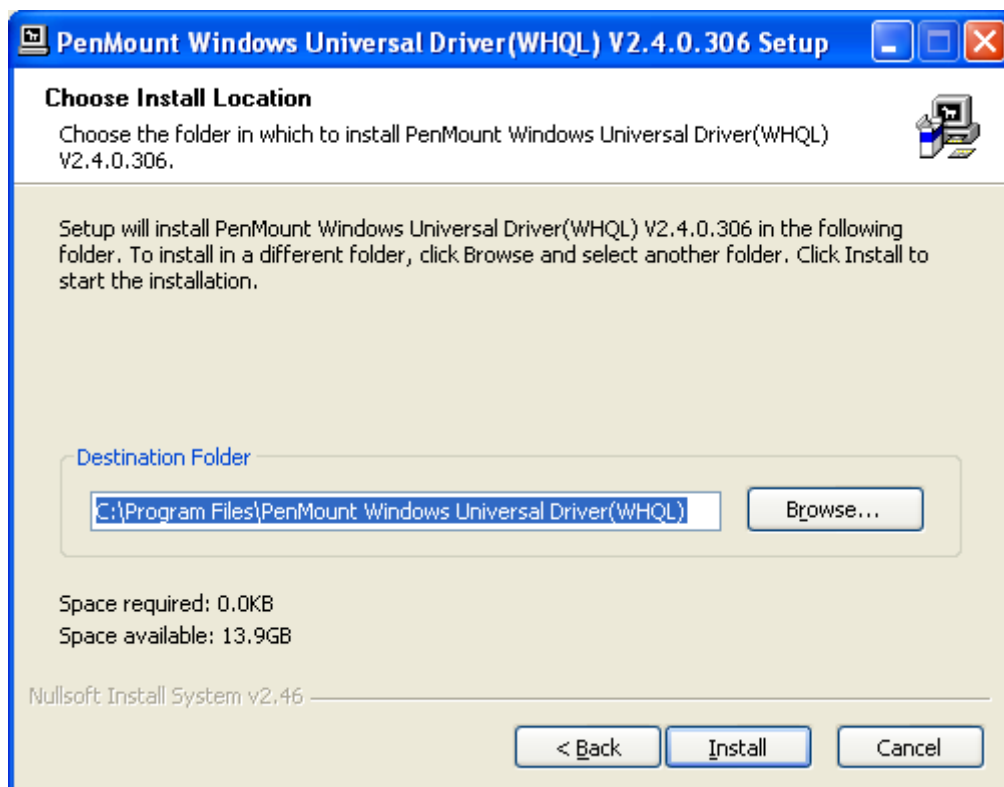 PenMount Windows Universal Driver(WHQL) V2.4.0.306 Setup
Choose Install Location
Choose the folder in which to install PenMount Windows Universal Driver(WHQL)
V2.4.0.306.
Setup will install PenMount Windows Universal Driver(WHQL) V2.4.0.306 in the following
folder. To install in a different folder, click Browse and select another folder. Click Install to
start the installation.
Destination Folder
C:\Program Files\PenMount Windows Universal Driver(WHQL)
Browse...
Space required: 0.0KB
Space available: 13.9GB
Nullsoft Install System v2.46
< Back
Install
Cancel